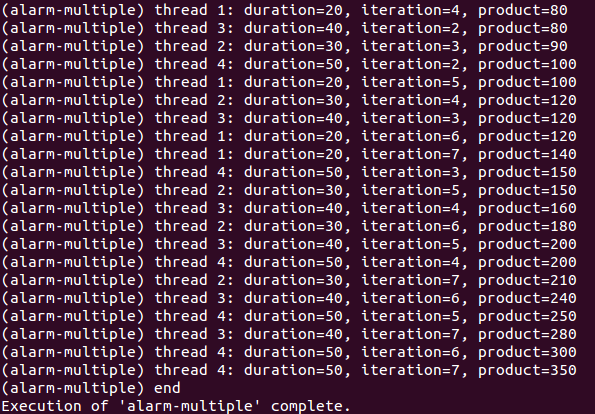 (alarm-multiple) thread 1: duration=20, iteration=4, product=80
(alarm-multiple) thread 3: duration=40, iteration=2, product=80
(alarm-multiple) thread 2: duration=30, iteration=3, product=90
(alarm-multiple) thread 4: duration=50, iteration=2, product=100
(alarm-multiple) thread 1: duration=20, iteration=5, product=100
(alarm-multiple) thread 2: duration=30, iteration=4, product=120
(alarm-multiple) thread 3: duration=40, iteration=3, product=120
(alarm-multiple) thread 1: duration=20, iteration=6, product=120
(alarm-multiple) thread 1: duration=20, iteration=7, product=140
(alarm-multiple) thread 4: duration=50, iteration=3, product=150
(alarm-multiple) thread 2: duration=30, iteration=5, product=150
(alarm-multiple) thread 3: duration=40, iteration=4, product=160
(alarm-multiple) thread 2: duration=30, iteration=6, product=180
(alarm-multiple) thread 3: duration=40, iteration=5, product=200
(alarm-multiple) thread 4: duration=50, iteration=4, product=200
(alarm-multiple) thread 2: duration=30, iteration=7, product=210
(alarm-multiple) thread 3: duration=40, iteration=6, product=240
(alarm-multiple) thread 4: duration=50, iteration=5, product=250
(alarm-multiple) thread 3: duration=40, iteration=7, product=280
(alarm-multiple) thread 4: duration=50, iteration=6, product=300
(alarm-multiple) thread 4: duration=50, iteration=7, product=350
(alarm-multiple) end
Execution of 'alarm-multiple' complete.